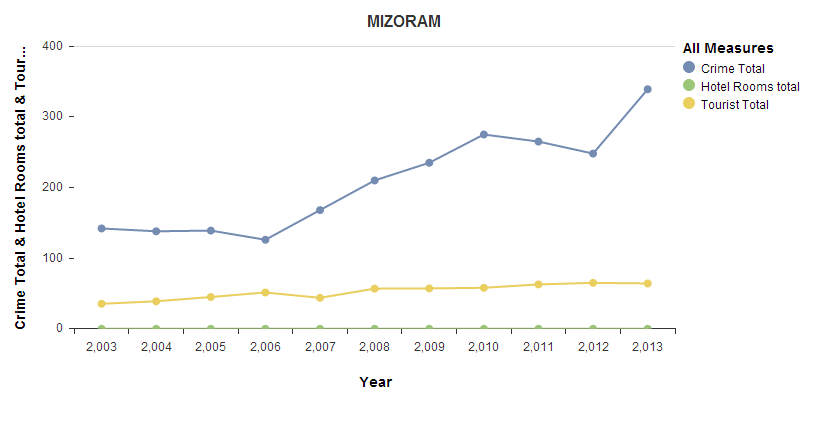 MIZORAM
Crime Total & Hotel Rooms total & Tour...
400
300
200
100
0
2,003 2,004 2,005 2,006 2,007 2,008 2,009 2,010 2,011 2,012 2,013
Year
All Measures
Crime Total
Hotel Rooms total
Tourist Total